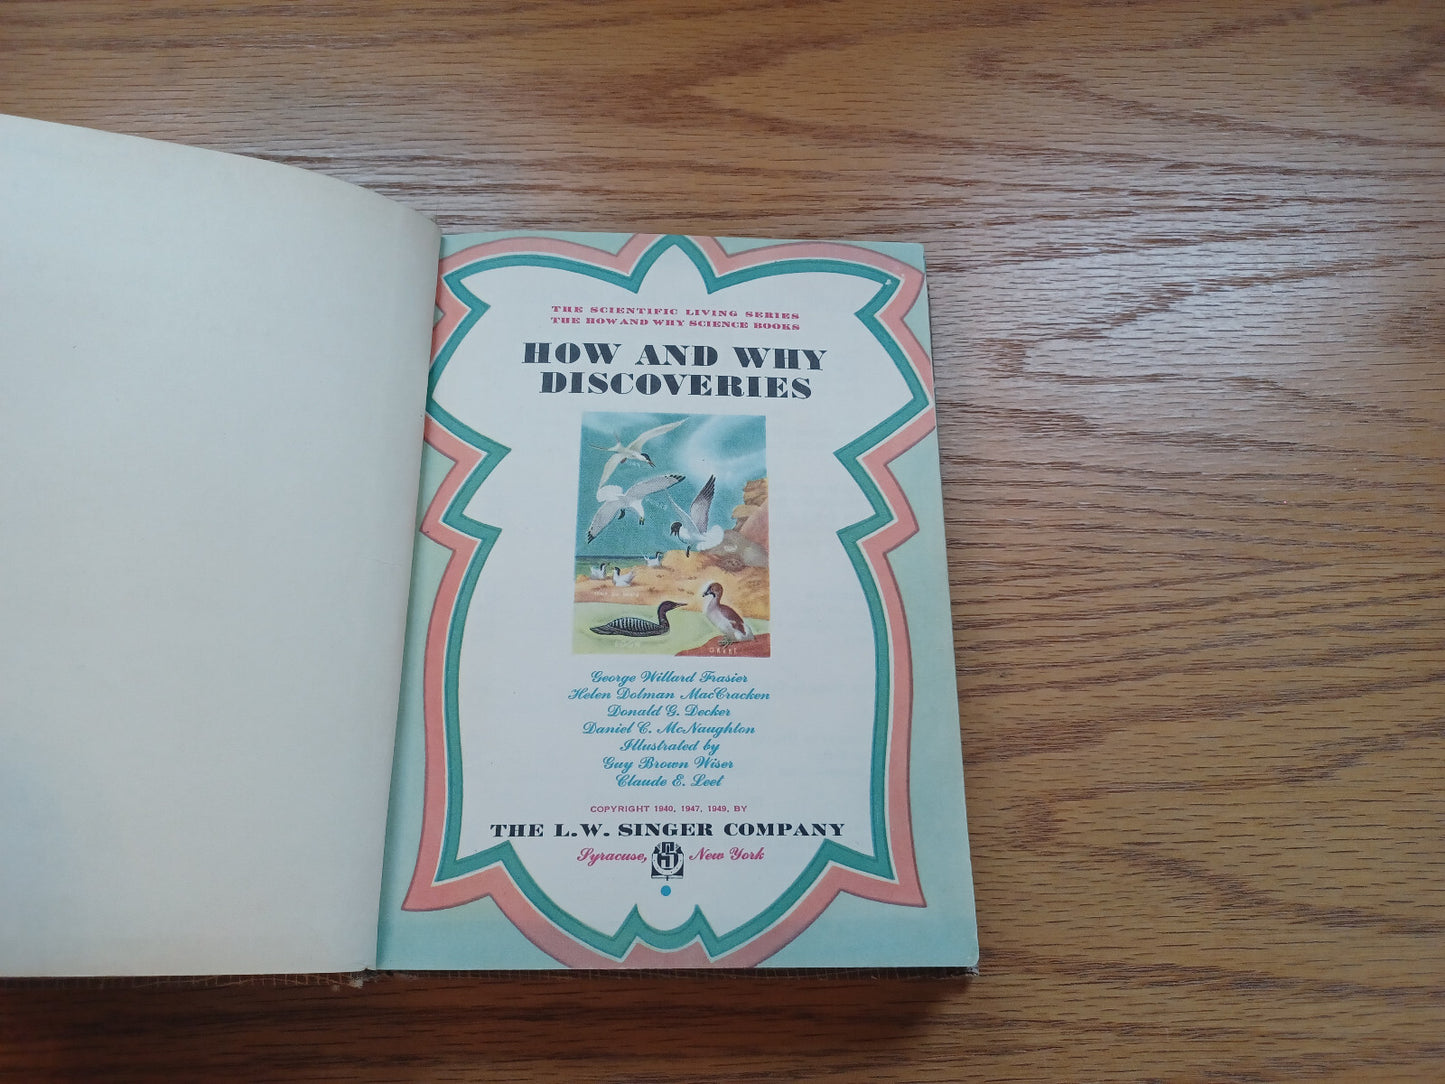 THE SCIENTIFIC LIVING SERIES
THE HOW AND WHY SCIENCE BOOKS
HOW AND WHY
DISCOVERIES
GREBE
George Willard Frasier
Helen Dolman MacCracken
Donald G. Decker
Daniel C. McNaughton
Illustrated by
Guy Brown Wiser
Claude E. Leet
COPYRIGHT 1940, 1947, 1949, BY
THE L.W. SINGER COMPANY
Syracuse, S New York